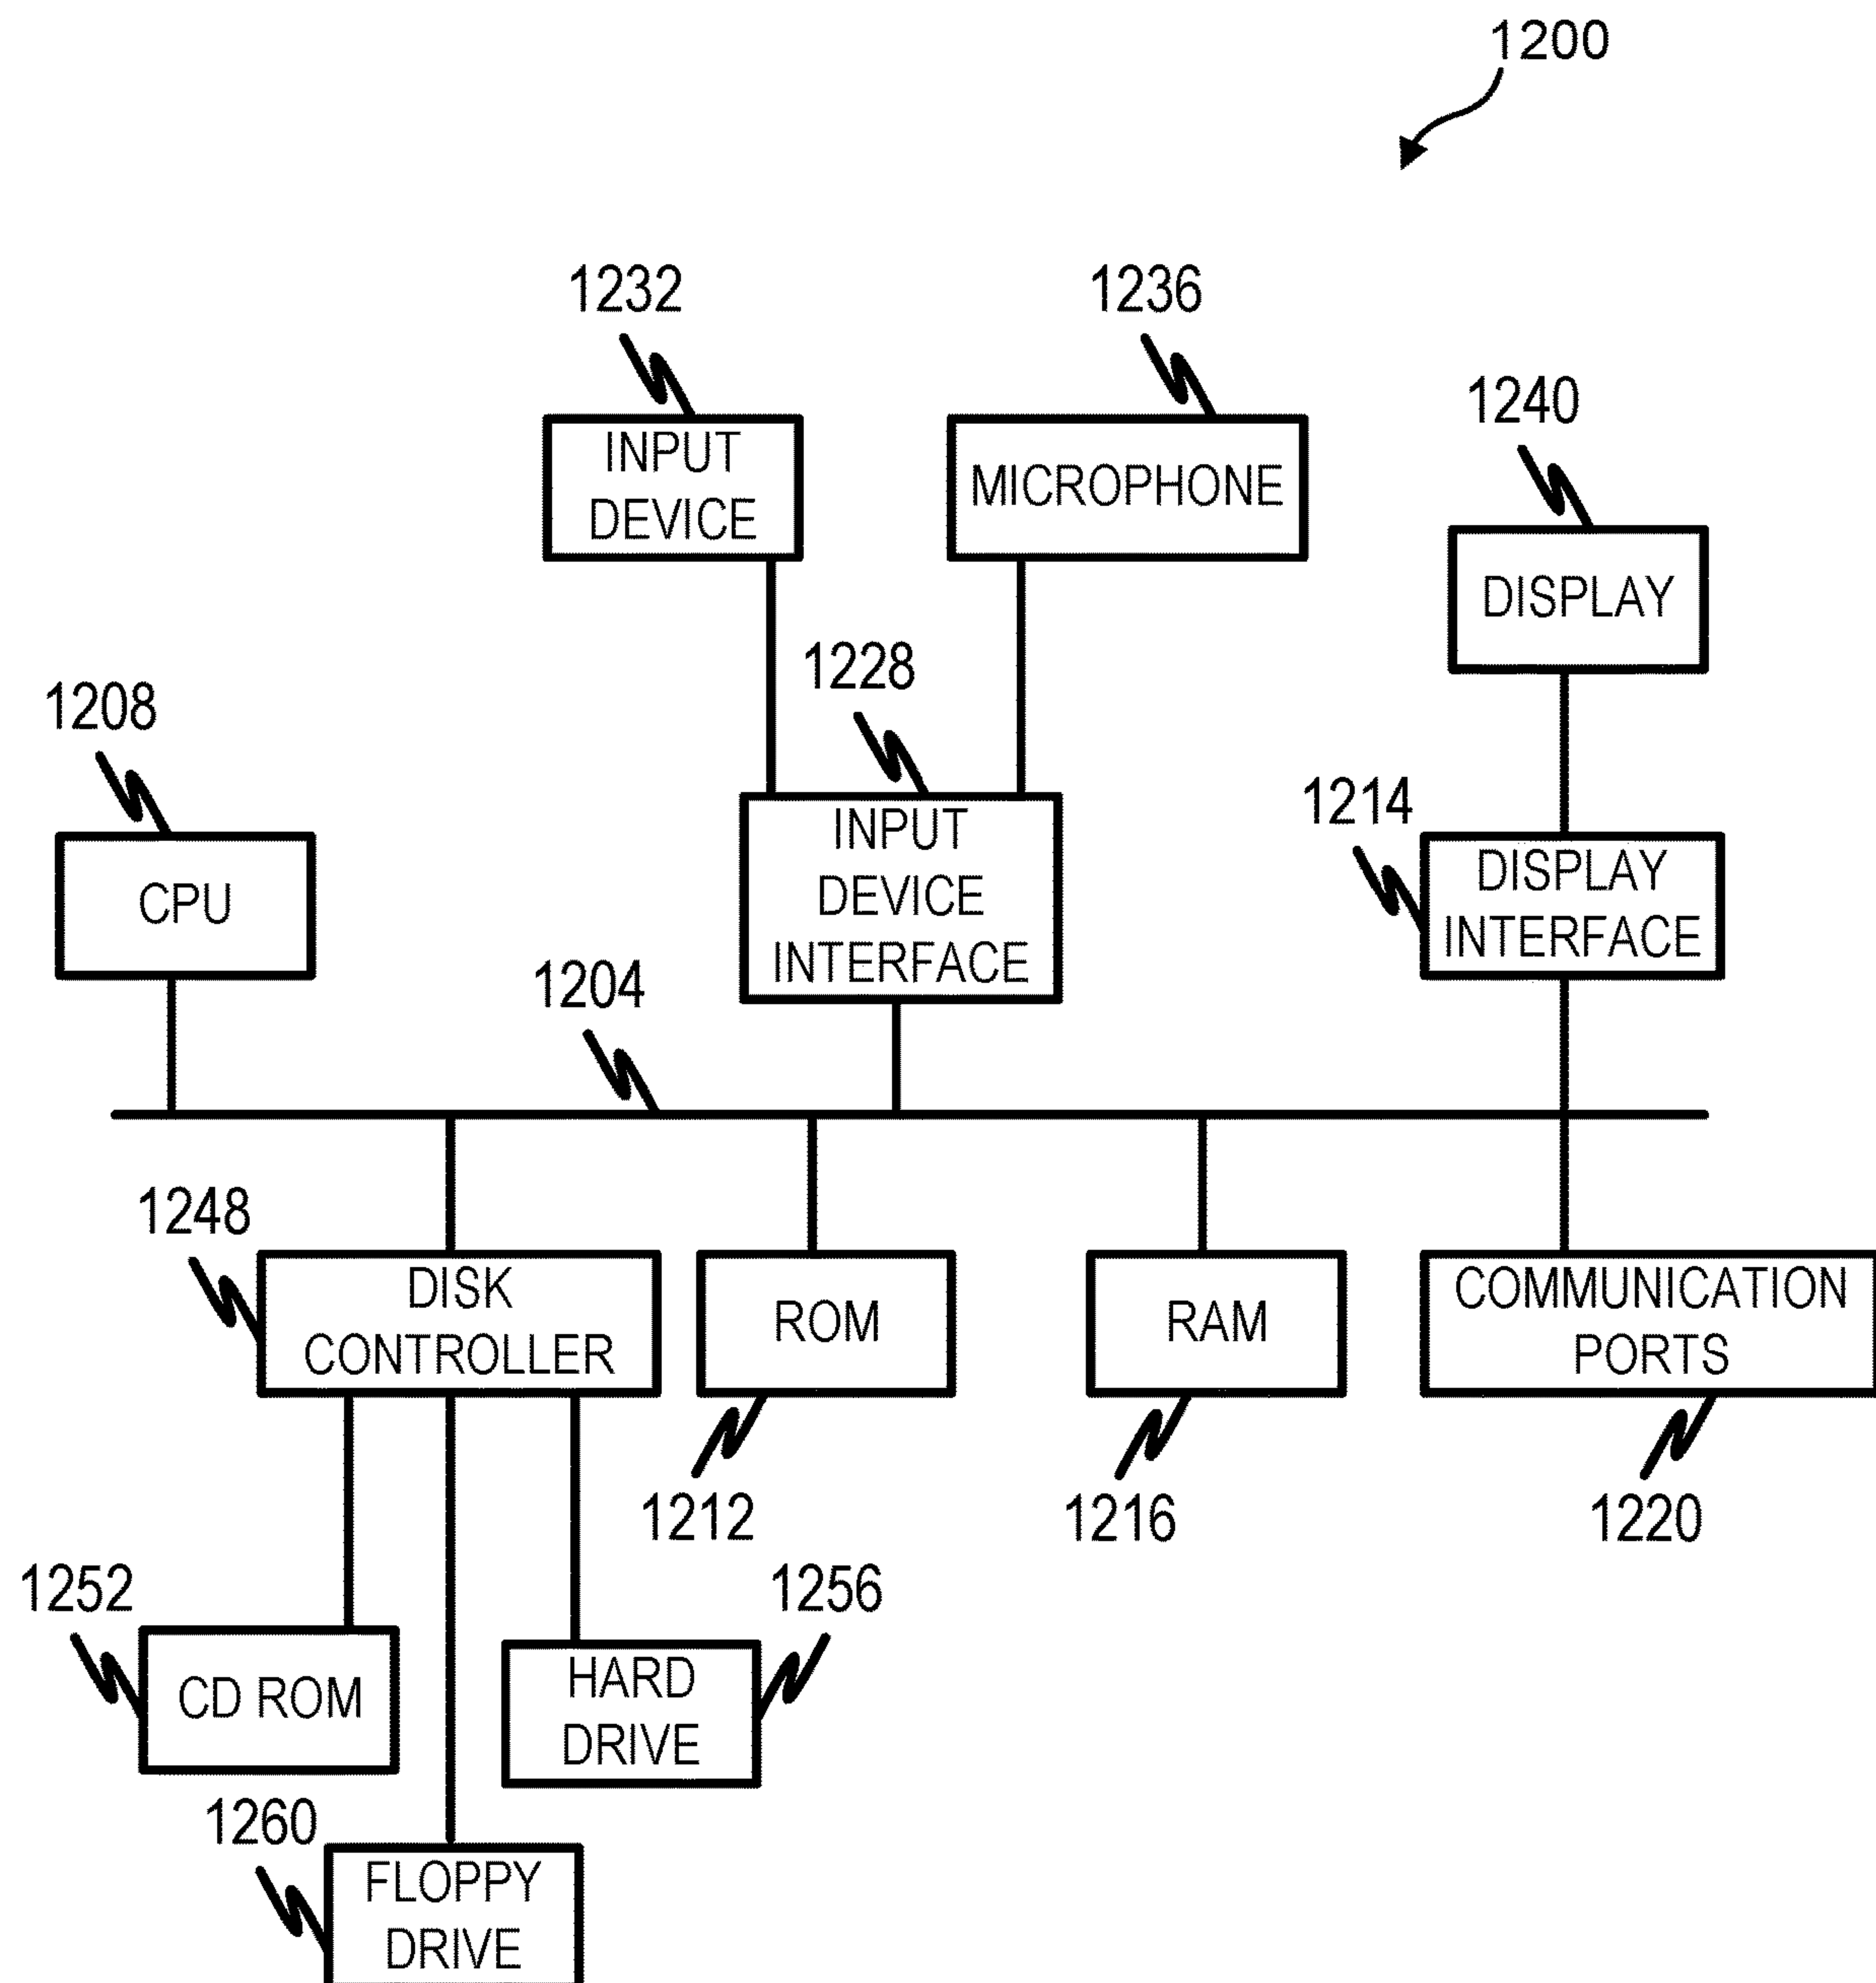 1200
1232
1236
1240
INPUT
DEVICE
MICROPHONE
DISPLAY
1208
1228
1214
CPU
INPUT
DEVICE
INTERFACE
DISPLAY
INTERFACE
1204
1248
DISK
CONTROLLER
ROM
RAM
COMMUNICATION
PORTS
1212
1216
1220
1252
1256
CD ROM
HARD
DRIVE
1260
FLOPPY
DRIVE